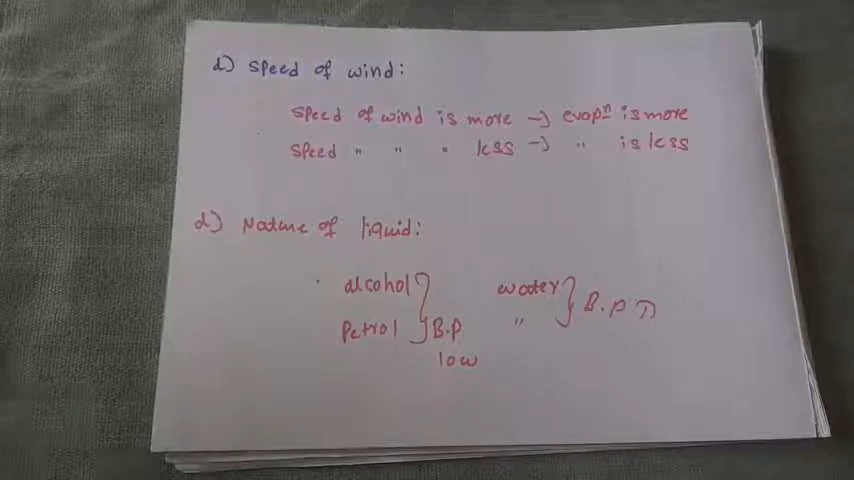 d) Speed of wind:
Speed of wind is more → evapⁿ is more
Speed " " " less → " is less
d) Nature of liquid:
alcohol } water } B.P ↑
Petrol } B.P "
low